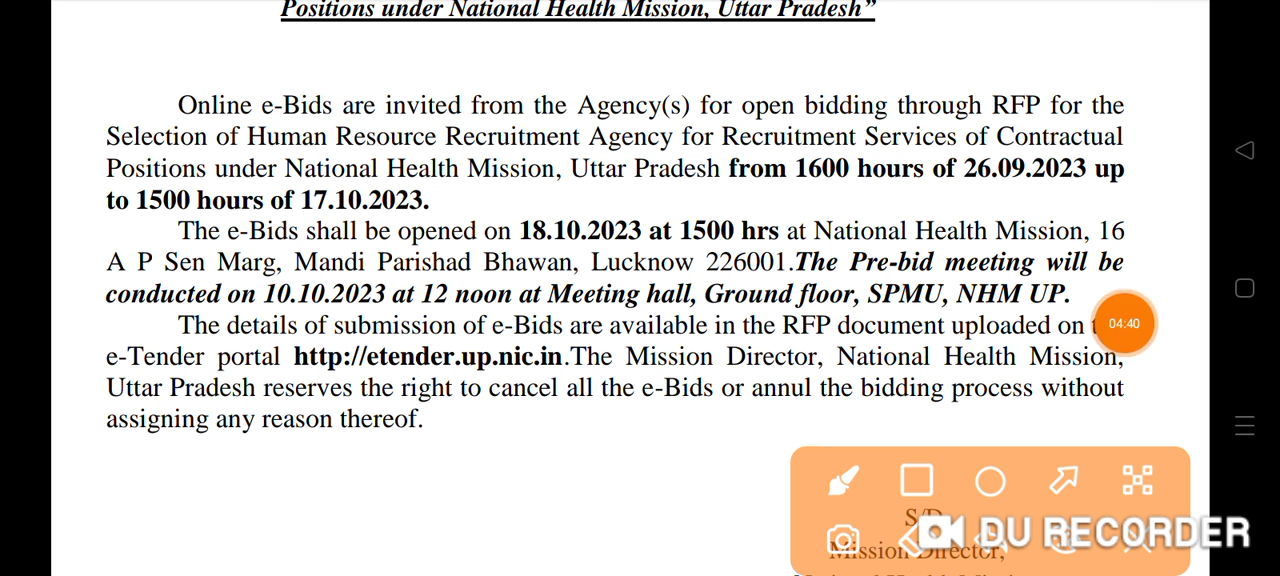 Positions under National Health Mission, Uttar Pradesh”
Online e-Bids are invited from the Agency(s) for open bidding through RFP for the
Selection of Human Resource Recruitment Agency for Recruitment Services of Contractual
Positions under National Health Mission, Uttar Pradesh from 1600 hours of 26.09.2023 up
to 1500 hours of 17.10.2023.
The e-Bids shall be opened on 18.10.2023 at 1500 hrs at National Health Mission, 16
A P Sen Marg, Mandi Parishad Bhawan, Lucknow 226001.The Pre-bid meeting will be
conducted on 10.10.2023 at 12 noon at Meeting hall, Ground floor, SPMU, NHM UP.
The details of submission of e-Bids are available in the RFP document uploaded on
04:40
e-Tender portal http://etender.up.nic.in.The Mission Director, National Health Mission,
Uttar Pradesh reserves the right to cancel all the e-Bids or annul the bidding process without
assigning any reason thereof.
S/D
DU RECORDER
Mission Director,